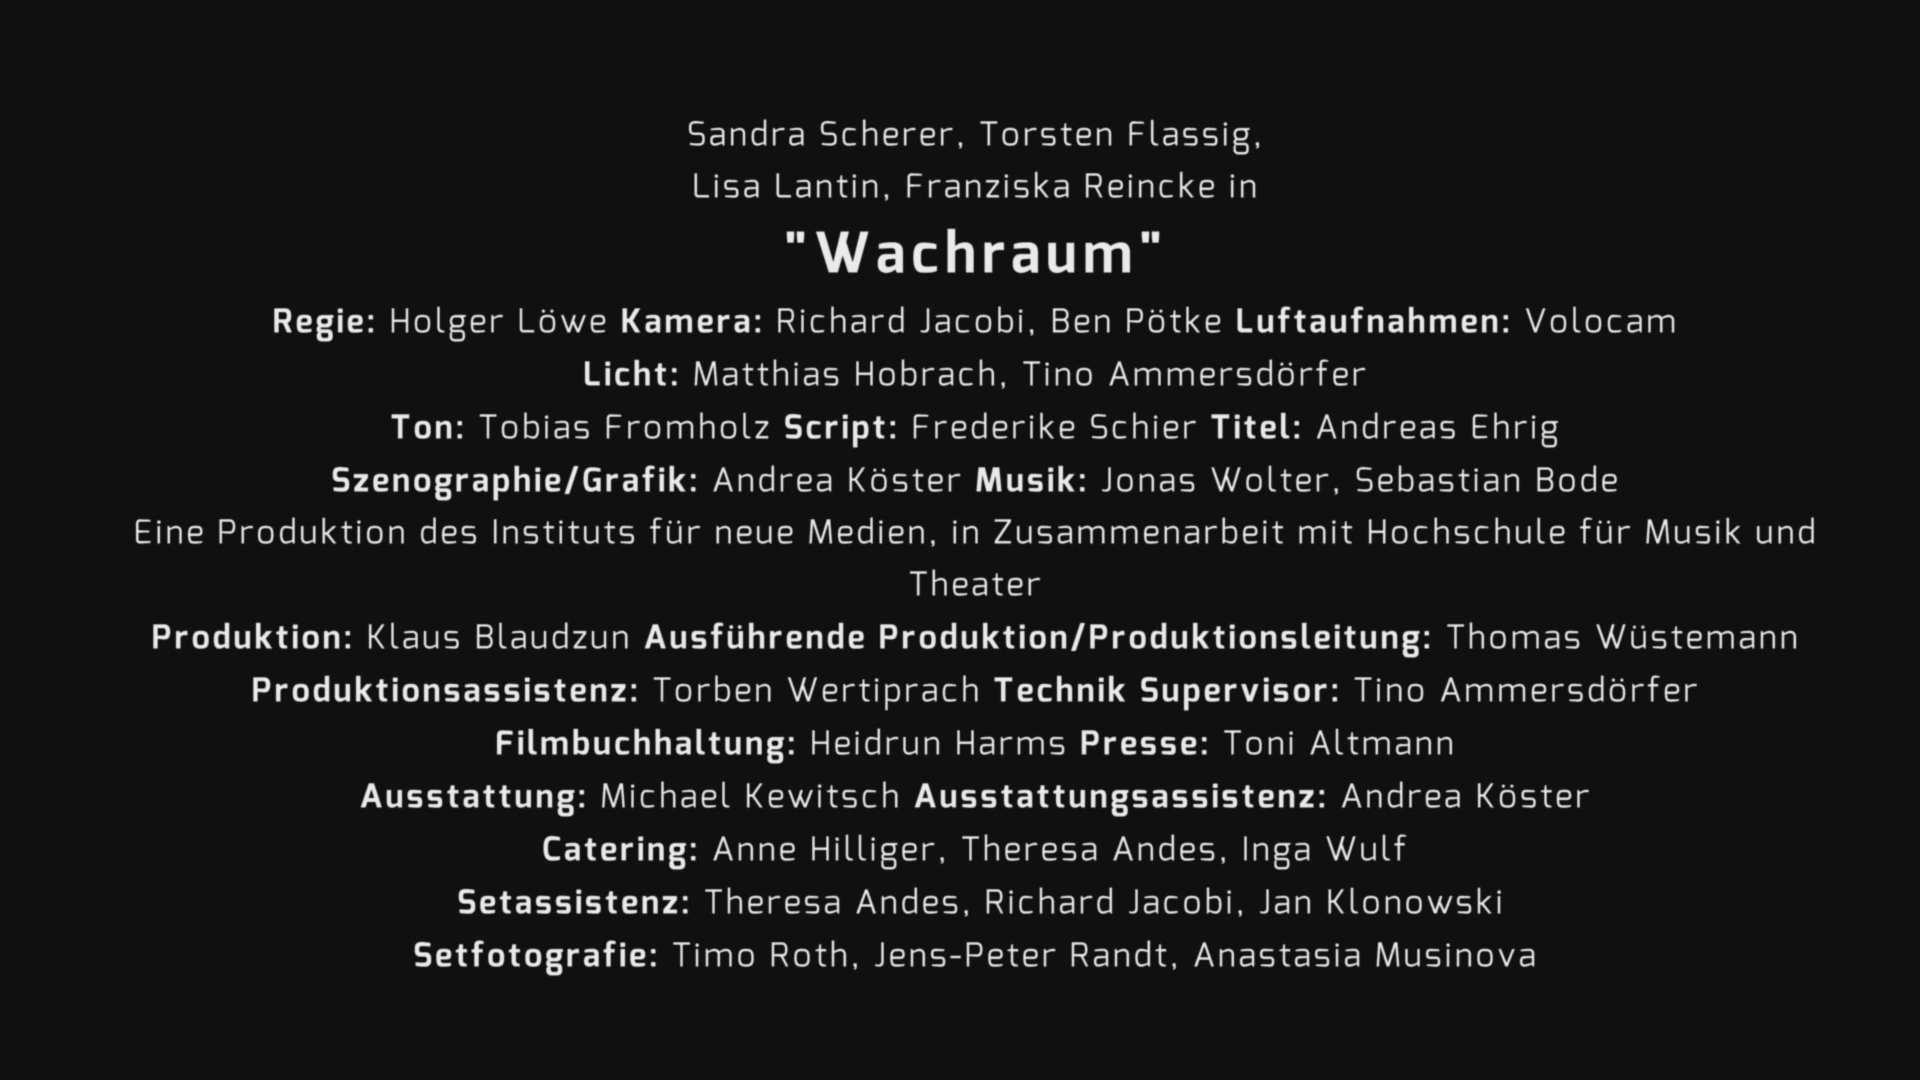 Sandra Scherer, Torsten Flassig,
Lisa Lantin, Franziska Reincke in
"Wachraum"
Regie: Holger Löwe Kamera: Richard Jacobi, Ben Pötke Luftaufnahmen: Volocam
Licht: Matthias Hobrach, Tino Ammersdörfer
Ton: Tobias Fromholz Script: Frederike Schier Titel: Andreas Ehrig
Szenographie/Grafik: Andrea Köster Musik: Jonas Wolter, Sebastian Bode
Eine Produktion des Instituts für neue Medien, in Zusammenarbeit mit Hochschule für Musik und
Theater
Produktion: Klaus Blaudzun Ausführende Produktion/Produktionsleitung: Thomas Wüstemann
Produktionsassistenz: Torben Wertiprach Technik Supervisor: Tino Ammersdörfer
Filmbuchhaltung: Heidrun Harms Presse: Toni Altmann
Ausstattung: Michael Kewitsch Ausstattungsassistenz: Andrea Köster
Catering: Anne Hilliger, Theresa Andes, Inga Wulf
Setassistenz: Theresa Andes, Richard Jacobi, Jan Klonowski
Setfotografie: Timo Roth, Jens-Peter Randt, Anastasia Musinova